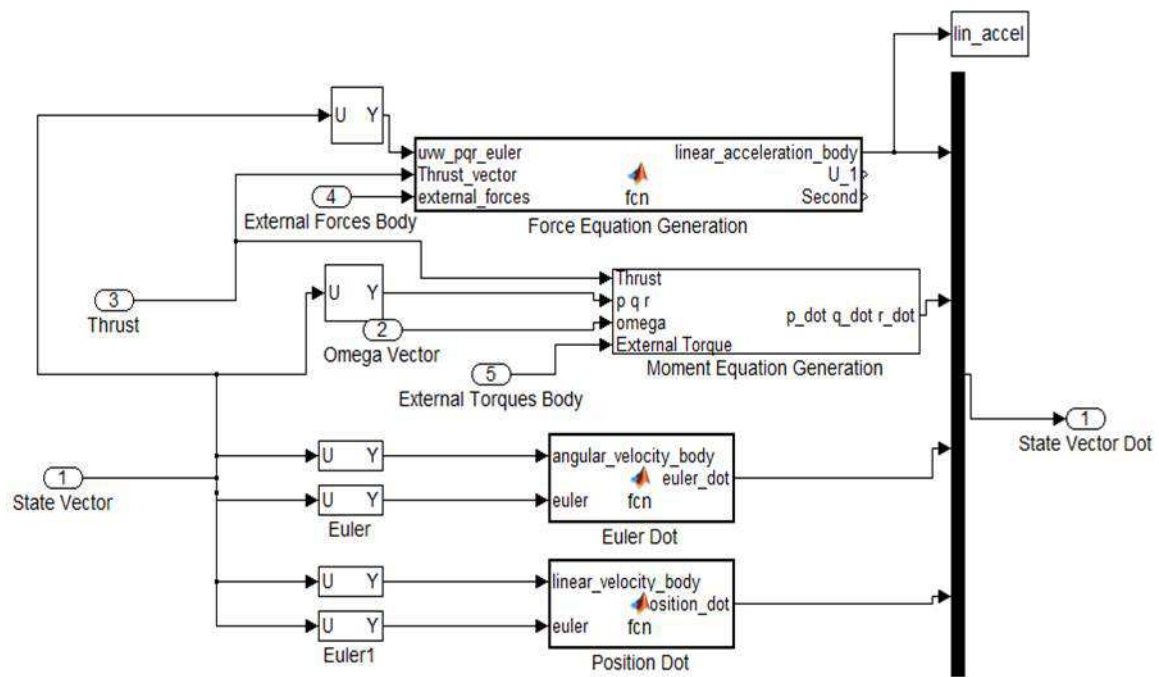 lin_accel
U Y
uvw_pqr_euler
Thrust_vector
external_forces
linear_acceleration_body
U_1
Second
fcn
4
External Forces Body
Force Equation Generation
3
Thrust
U Y
2
Omega Vector
Thrust
p q r
omega
External Torque
p_dot q_dot r_dot
Moment Equation Generation
5
External Torques Body
1
State Vector Dot
1
State Vector
U Y
U Y
Euler
angular_velocity_body
euler_dot
euler
fcn
Euler Dot
U Y
U Y
Euler1
linear_velocity_body
osition_dot
euler
fcn
Position Dot